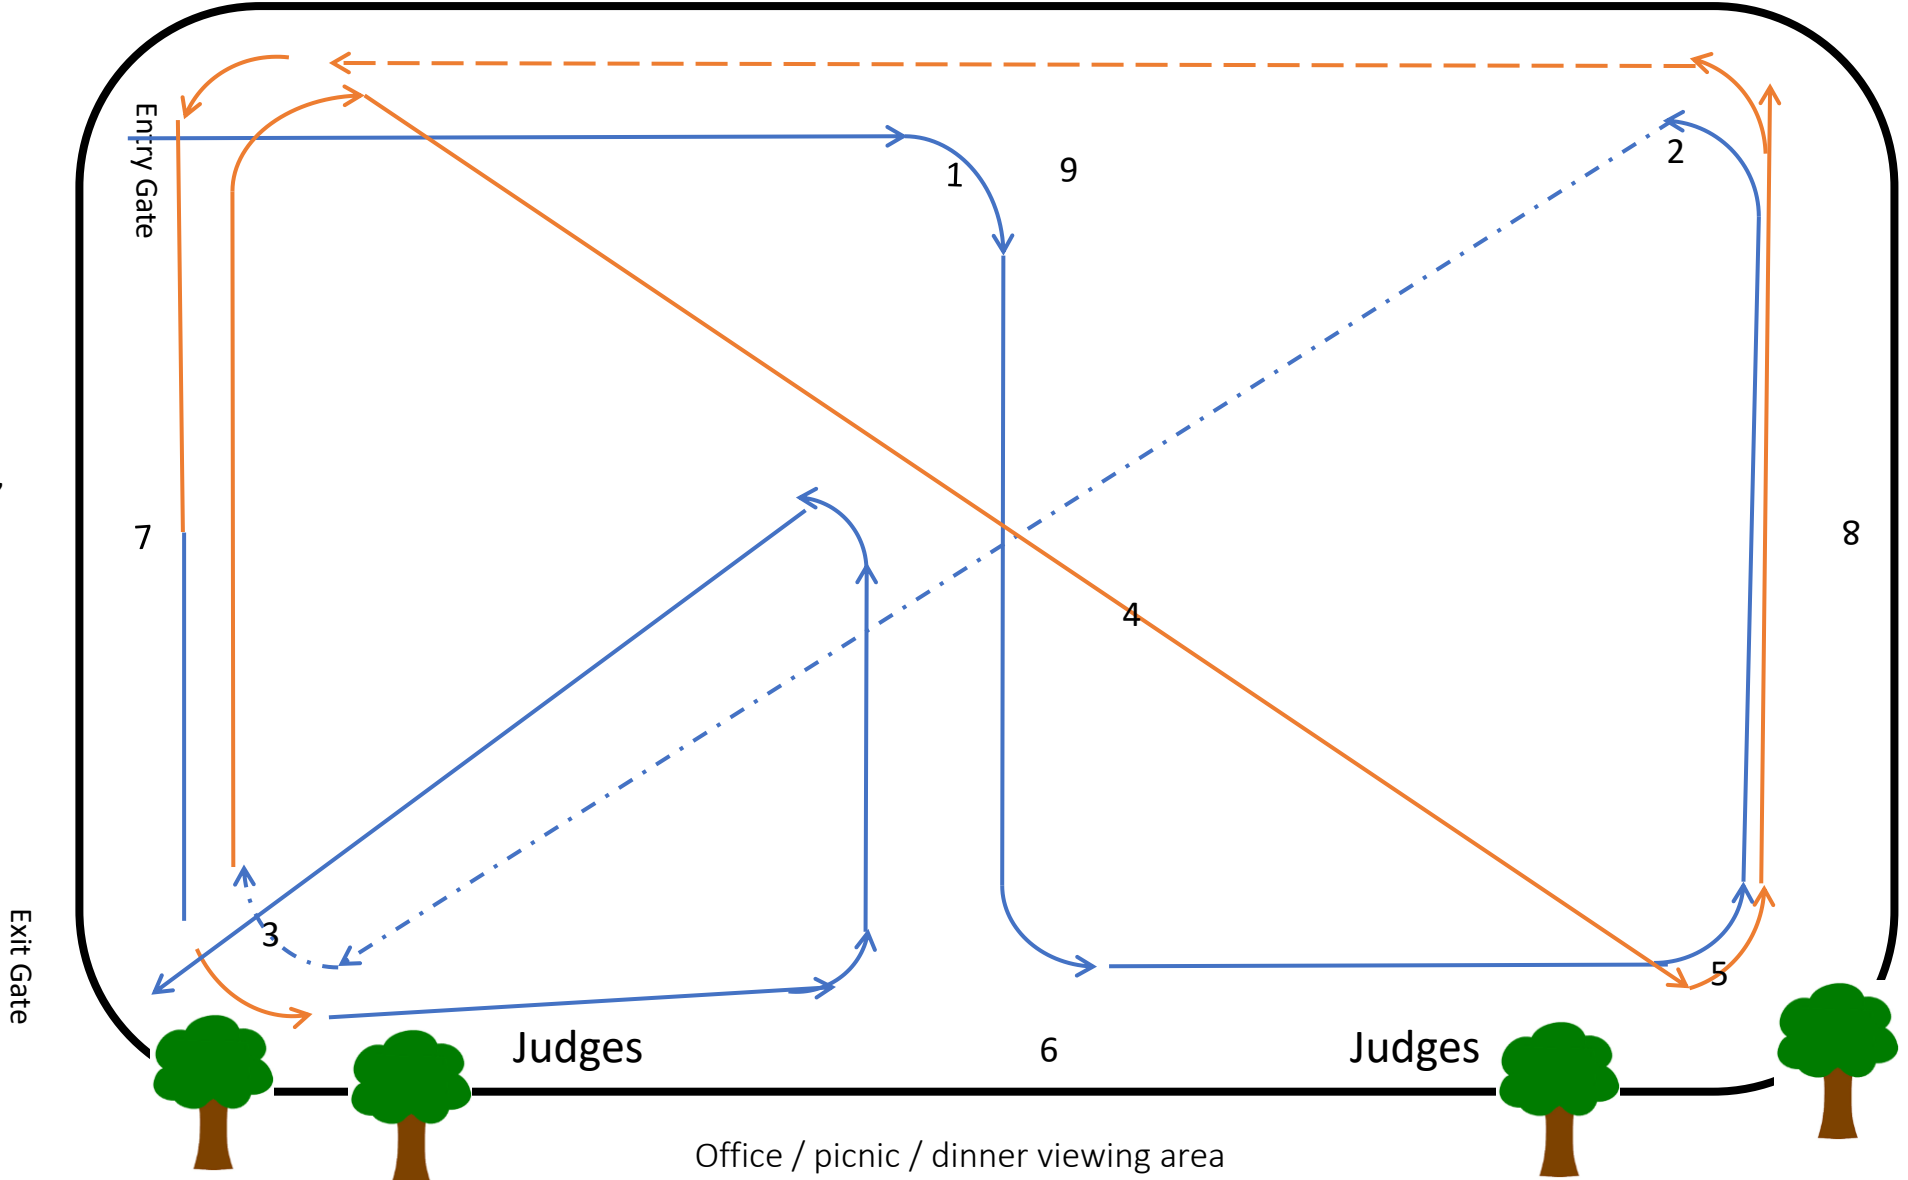 Entry Gate
1
9
2
7
8
4
3
5
Exit Gate
Judges
6
Judges
Office / picnic / dinner viewing area